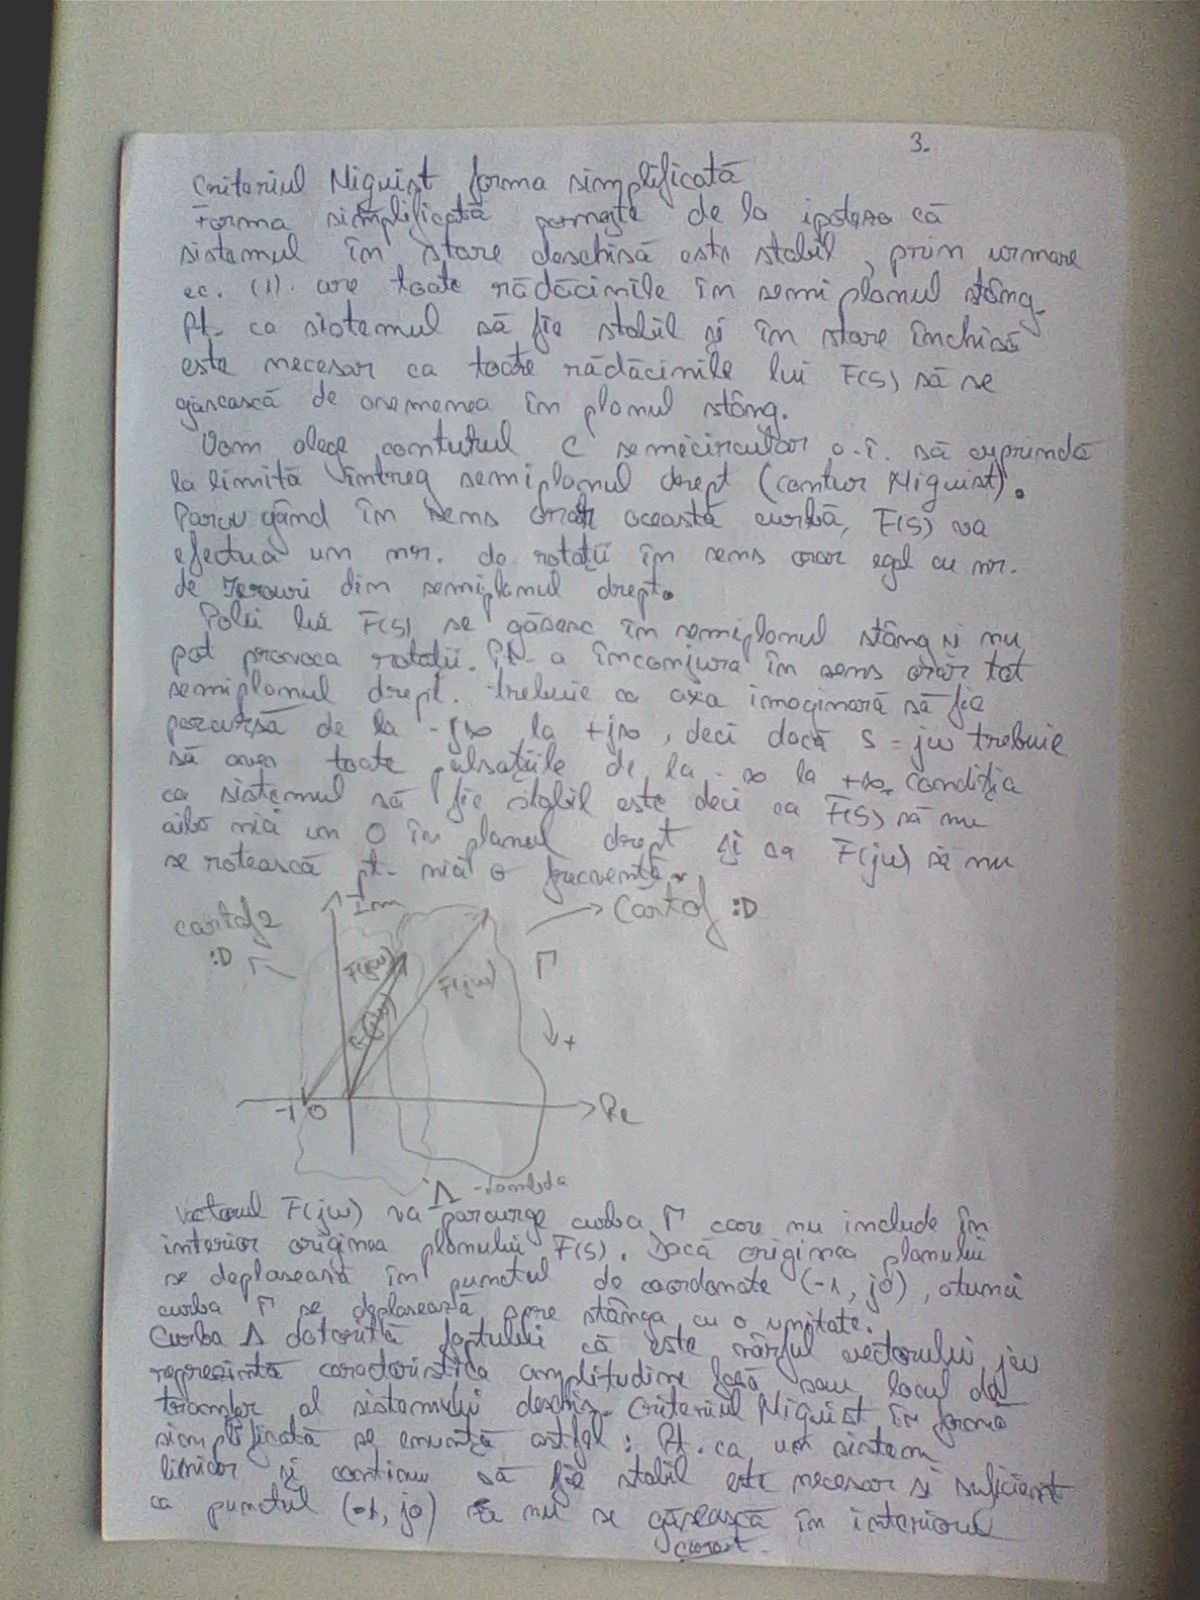 3.
Criteriul Niguist forma simplificată
Forma simplificată pornește de la ipoteza că
sistemul în stare deschisă este stabil, prin urmare
ec. (1). are toate rădăcinile în semiplanul stâng.
Pt. ca sistemul să fie stabil și în stare închisă
este necesar ca toate rădăcinile lui F(s) să se
găsească de asemenea în planul stâng.
Vom alege conturul C semicircular a.î. să cuprindă
la limită întreg semiplanul drept (contur Niguist).
Parcurgând în sens orar această curbă, F(s) va
efectua un nr. de rotații în sens orar egal cu nr.
de zerouri din semiplanul drept.
Polii lui F(s) se găsesc în semiplanul stâng și nu
pot provoca rotații. Pt. a înconjura în sens orar tot
semiplanul drept. trebuie ca axa imaginară să fie
parcursă de la -j∞ la +j∞, deci dacă s = jω trebuie
să avem toate pulsațiile de la -∞ la +∞. Condiția
ca sistemul să fie stabil este deci ca F(s) să nu
aibă nici un 0 în planul drept și ca F(jω) să nu
se rotească pt. nici o frecvență.
Im
Cartof :D
cartof 2
:D
Γ
F(jω)
F(jω)
Γ
G(jω)
+
-1
0
Re
Λ - lambda
Vectorul F(jω) va parcurge curba Γ care nu include în
interior originea planului F(s). Dacă originea planului
se deplasează în punctul de coordonate (-1, j0), atunci
curba Γ se deplasează spre stânga cu o unitate.
Curba Λ datorită faptului că este vârful vectorului jω
reprezintă caracteristica amplitudine fază sau locul de
transfer al sistemului deschis. Criteriul Niguist în formă
simplificată se enunță astfel: Pt. ca un sistem
liniar și continuu să fie stabil este necesar și suficient
ca punctul (-1, j0) să nu se găsească în interiorul